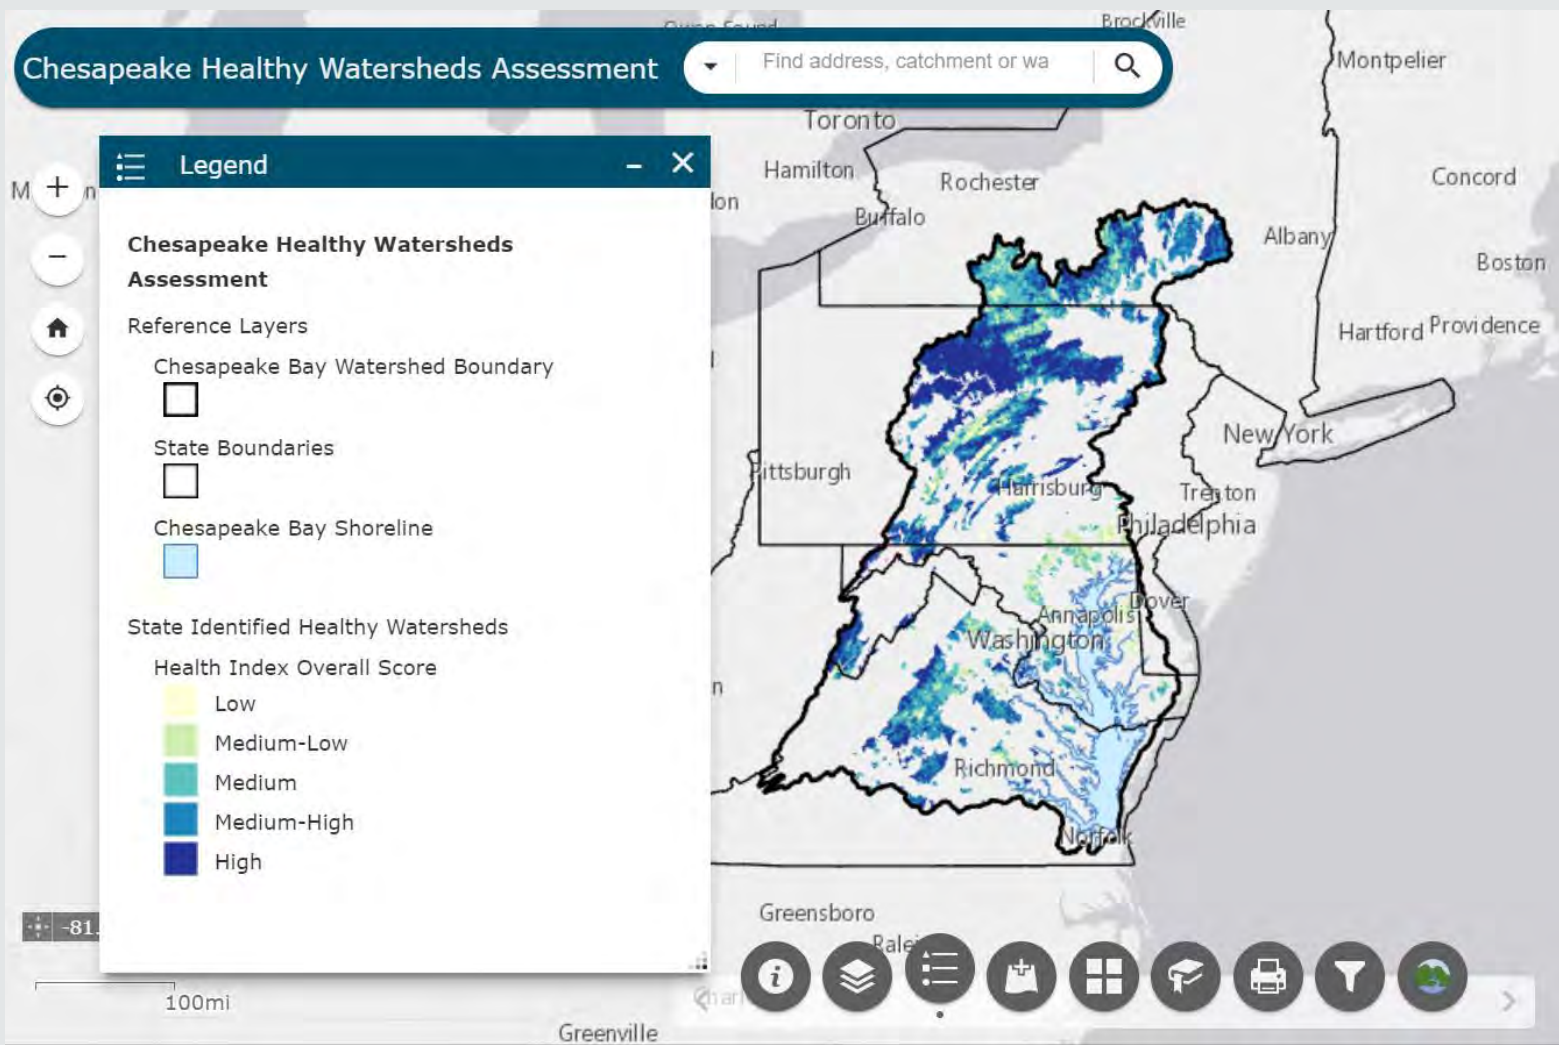 Brockville
Chesapeake Healthy Watersheds Assessment
Find address, catchment or wa
Montpelier
Toronto
Hamilton
Rochester
Concord
Buffalo
Albany
Boston
Hartford
Providence
New York
Pittsburgh
Harrisburg
Trenton
Philadelphia
Dover
Annapolis
Washington
Richmond
Norfolk
Greensboro
Legend
Chesapeake Healthy Watersheds
Assessment
Reference Layers
Chesapeake Bay Watershed Boundary
State Boundaries
Chesapeake Bay Shoreline
State Identified Healthy Watersheds
Health Index Overall Score
Low
Medium-Low
Medium
Medium-High
High
-81.
100mi
Greenville